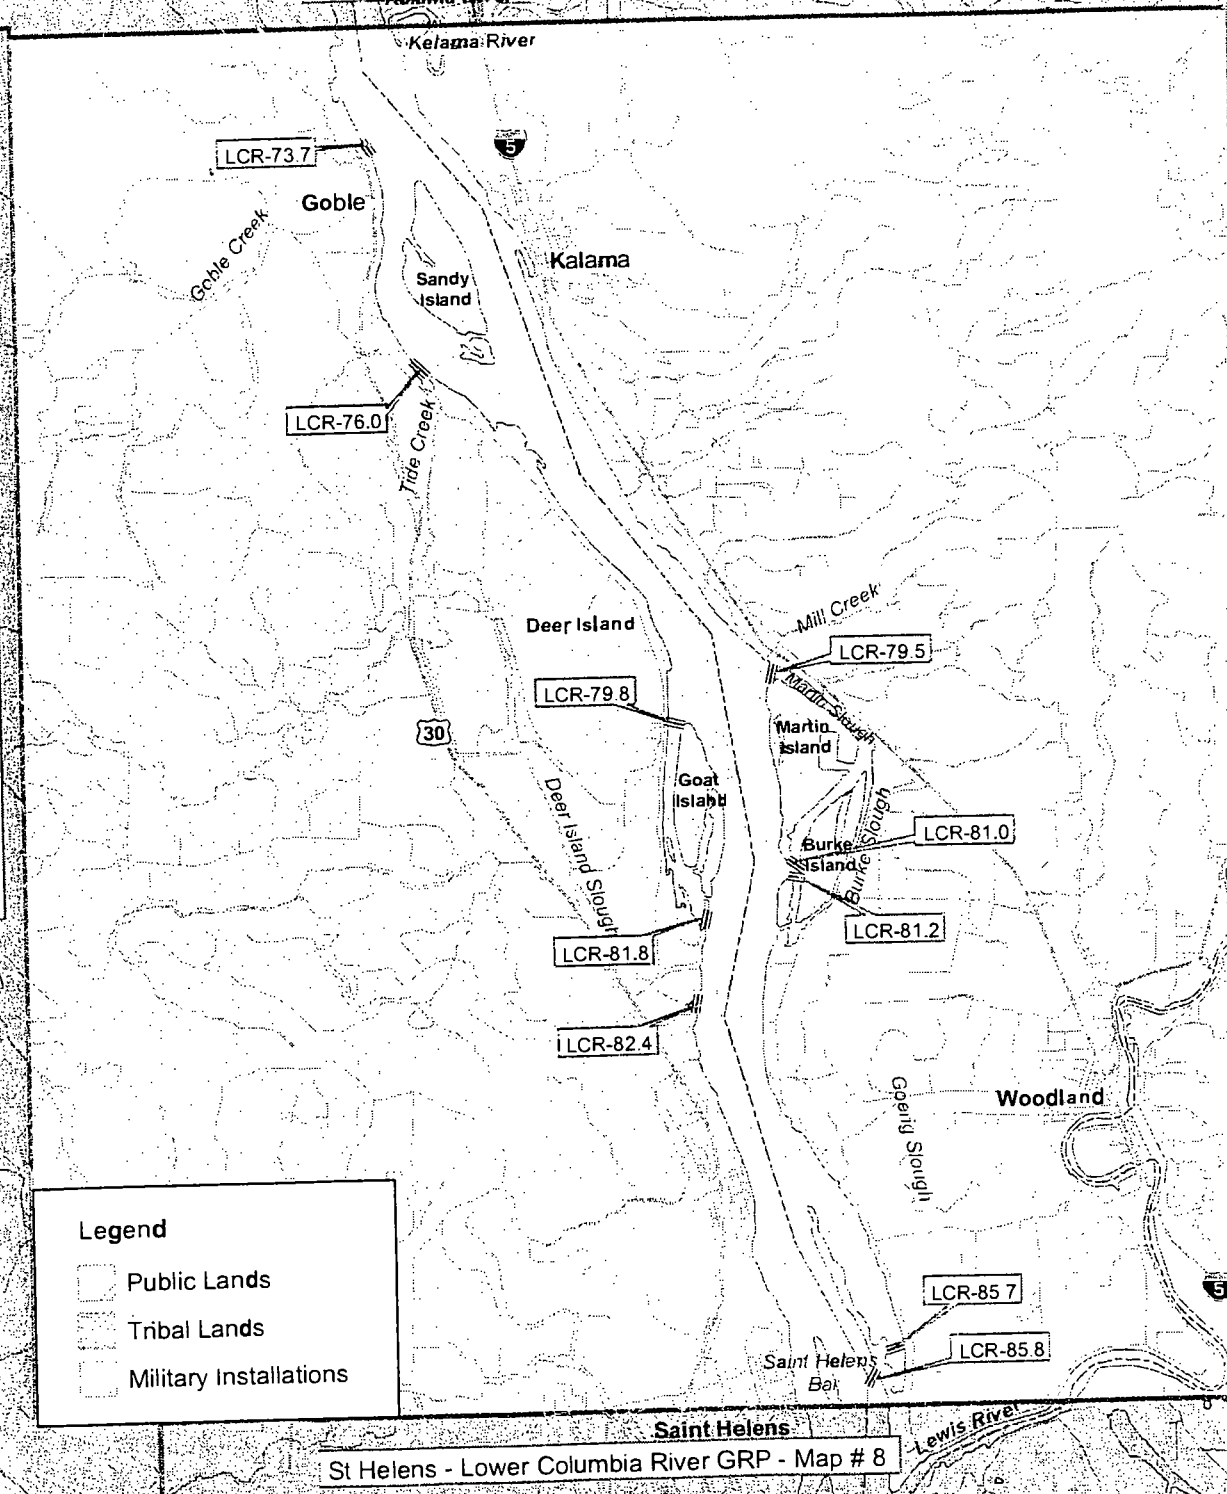 Kelama River
LCR-73.7
5
Goble
Goble Creek
Kalama
Sandy
Island
LCR-76.0
Tide Creek
Mill Creek
Deer Island
LCR-79.5
LCR-79.8
Martin Slough
30
Martin
Island
Goat
Island
Deer Island Slough
LCR-81.0
Burke
Island
Burke Slough
LCR-81.2
LCR-81.8
LCR-82.4
Woodland
Goerig Slough
Legend
Public Lands
Tribal Lands
Military Installations
LCR-85 7
5
LCR-85.8
Saint Helens
Bar
Saint Helens
Lewis River
St Helens - Lower Columbia River GRP - Map # 8